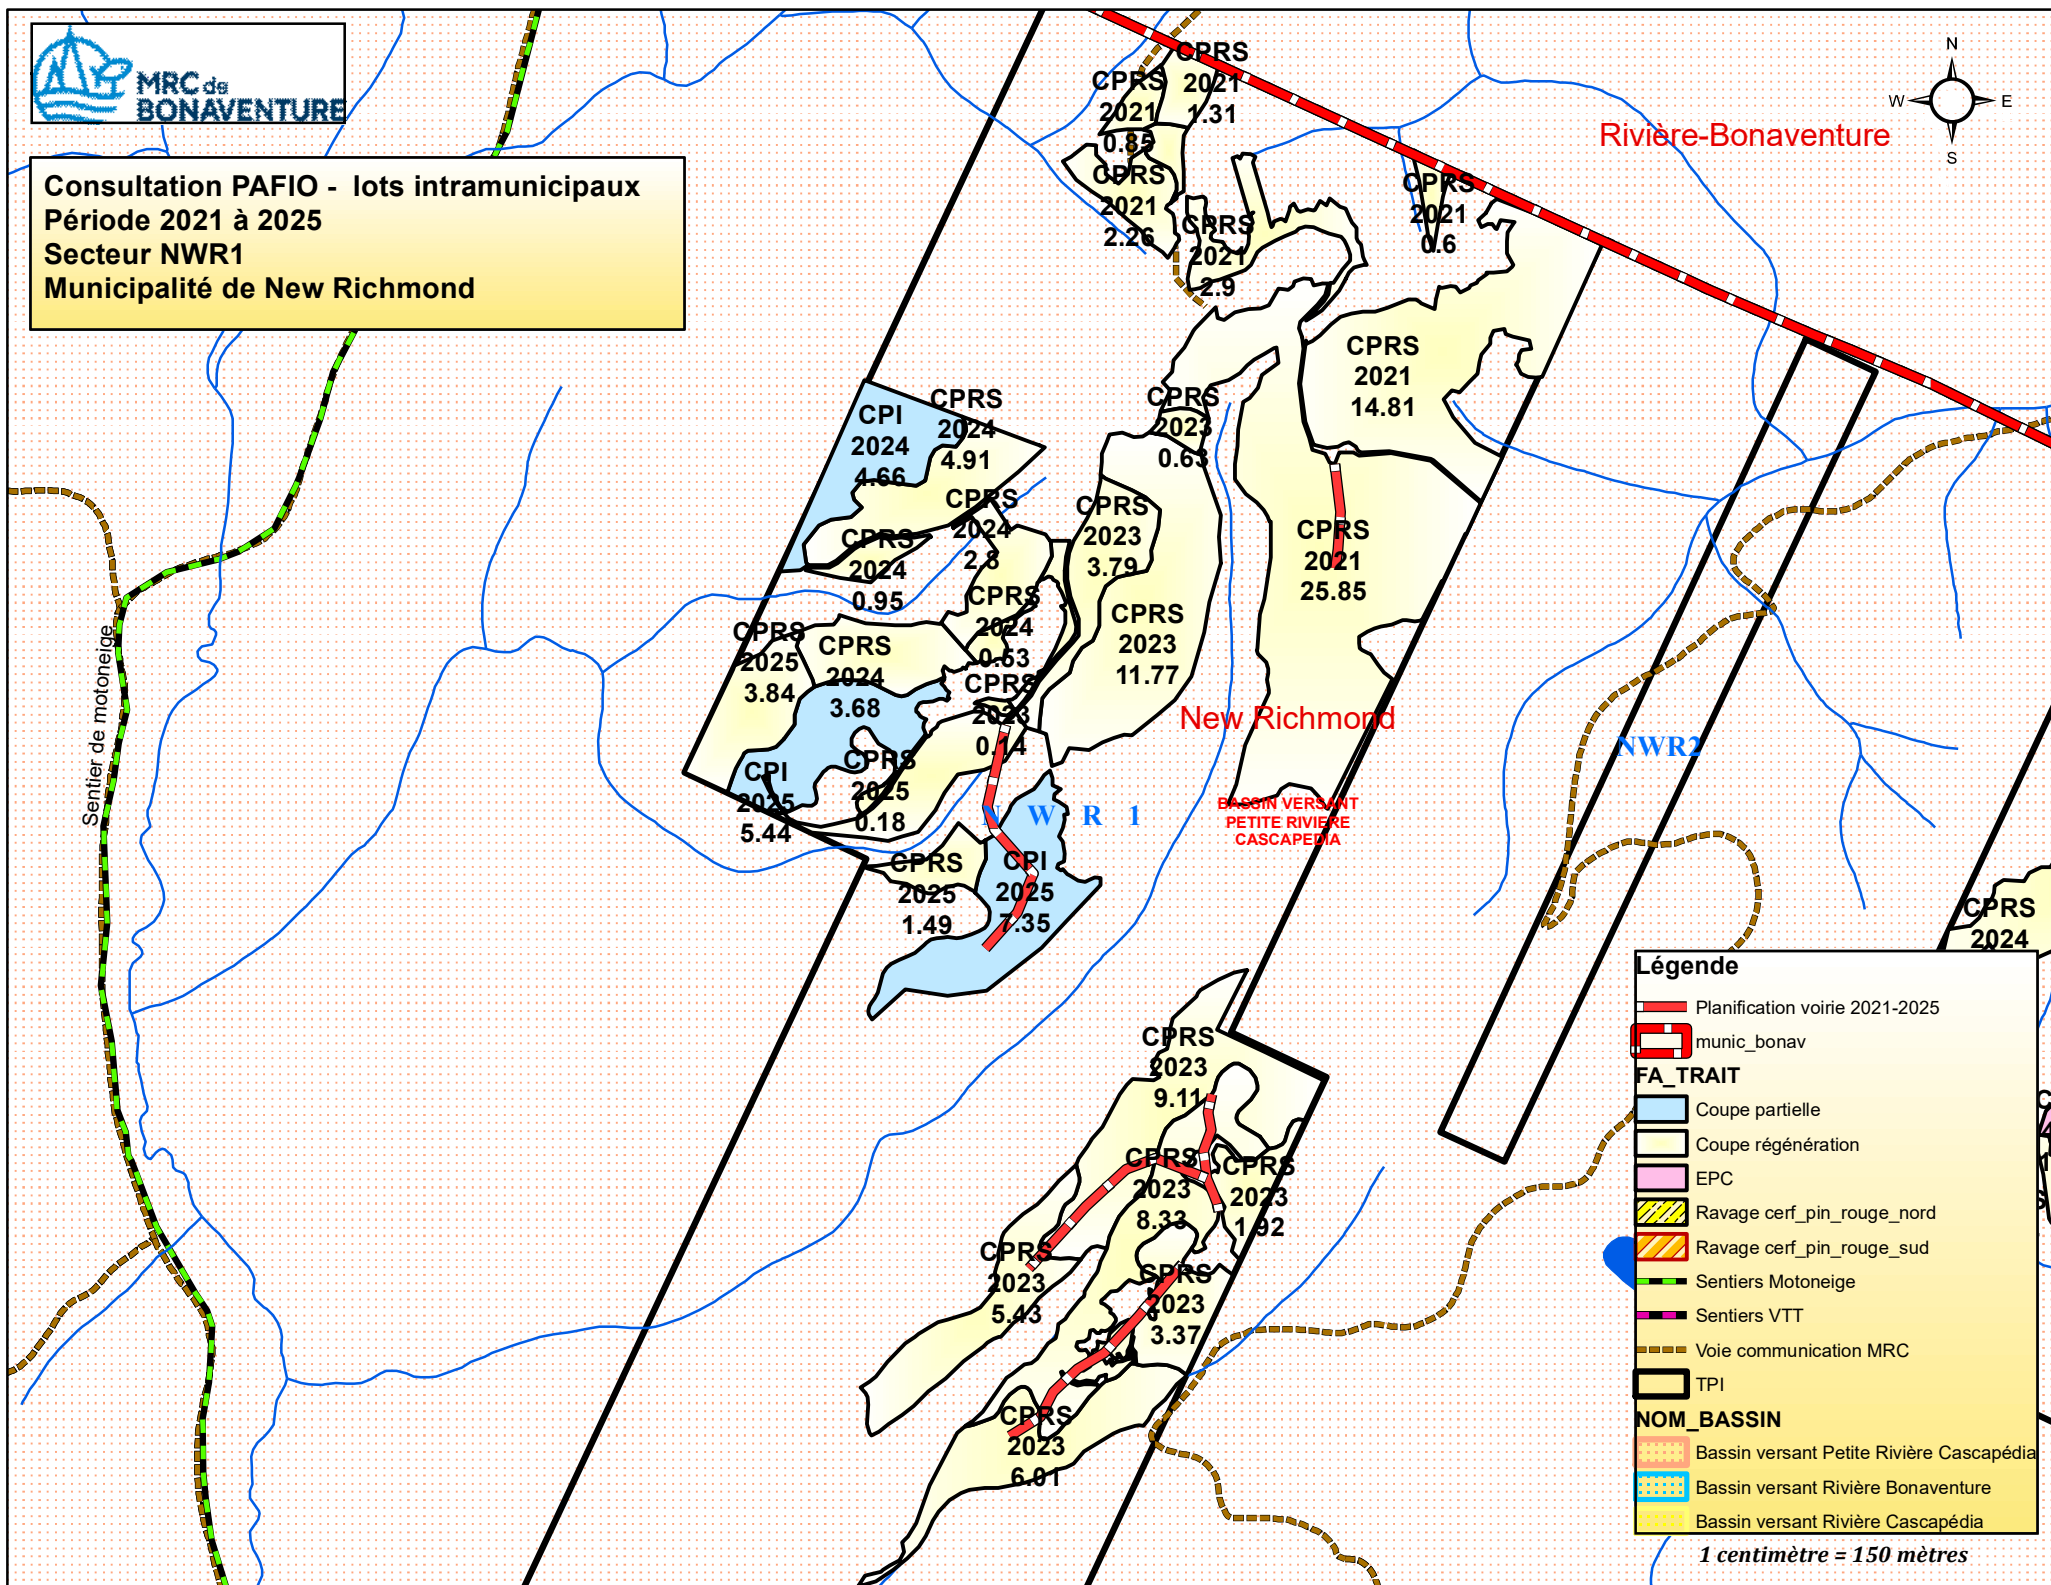 MRC de
BONAVENTURE
Consultation PAFIO - lots intramunicipaux
Période 2021 à 2025
Secteur NWR1
Municipalité de New Richmond
N
W
E
S
Rivière-Bonaventure
CPRS
2021
1.31
CPRS
2021
0.85
CPRS
2021
2.26
CPRS
2021
2.9
CPRS
2021
0.6
CPRS
2021
14.81
CPI
2024
4.66
CPRS
2024
4.91
CPRS
2023
0.63
CPRS
2024
2.8
CPRS
2023
3.79
CPRS
2021
25.85
CPRS
2024
0.95
CPRS
2024
0.53
CPRS
2023
11.77
CPRS
2025
3.84
CPRS
2024
3.68
CPRS
2023
0.14
New Richmond
NWR2
Sentier de motoneige
CPI
2025
5.44
CPRS
2025
0.18
N W R 1
BASSIN VERSANT
PETITE RIVIERE
CASCAPEDIA
CPRS
2025
1.49
CPI
2025
7.35
CPRS
2024
CPRS
2023
9.11
CPRS
2023
8.33
CPRS
2023
1.92
CPRS
2023
5.43
CPRS
2023
3.37
CPRS
2023
6.01
Légende
Planification voirie 2021-2025
munic_bonav
FA_TRAIT
Coupe partielle
Coupe régénération
EPC
Ravage cerf_pin_rouge_nord
Ravage cerf_pin_rouge_sud
Sentiers Motoneige
Sentiers VTT
Voie communication MRC
TPI
NOM_BASSIN
Bassin versant Petite Rivière Cascapédia
Bassin versant Rivière Bonaventure
Bassin versant Rivière Cascapédia
1 centimètre = 150 mètres